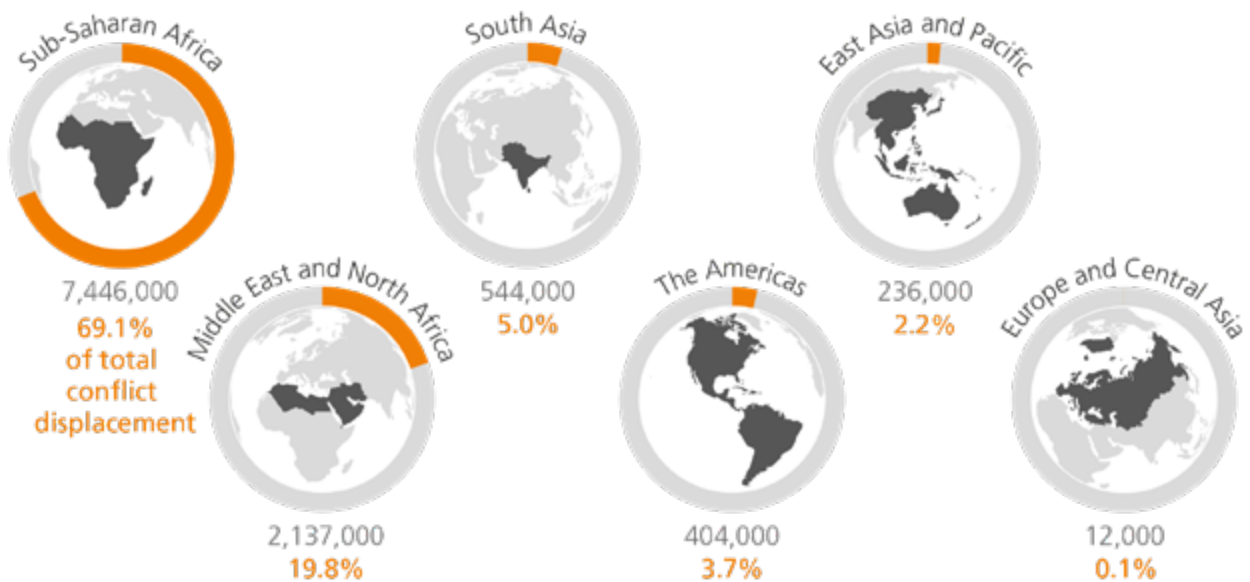 Sub-Saharan Africa
7,446,000
69.1%
of total
conflict
displacement
Middle East and North Africa
2,137,000
19.8%
South Asia
544,000
5.0%
The Americas
404,000
3.7%
East Asia and Pacific
236,000
2.2%
Europe and Central Asia
12,000
0.1%